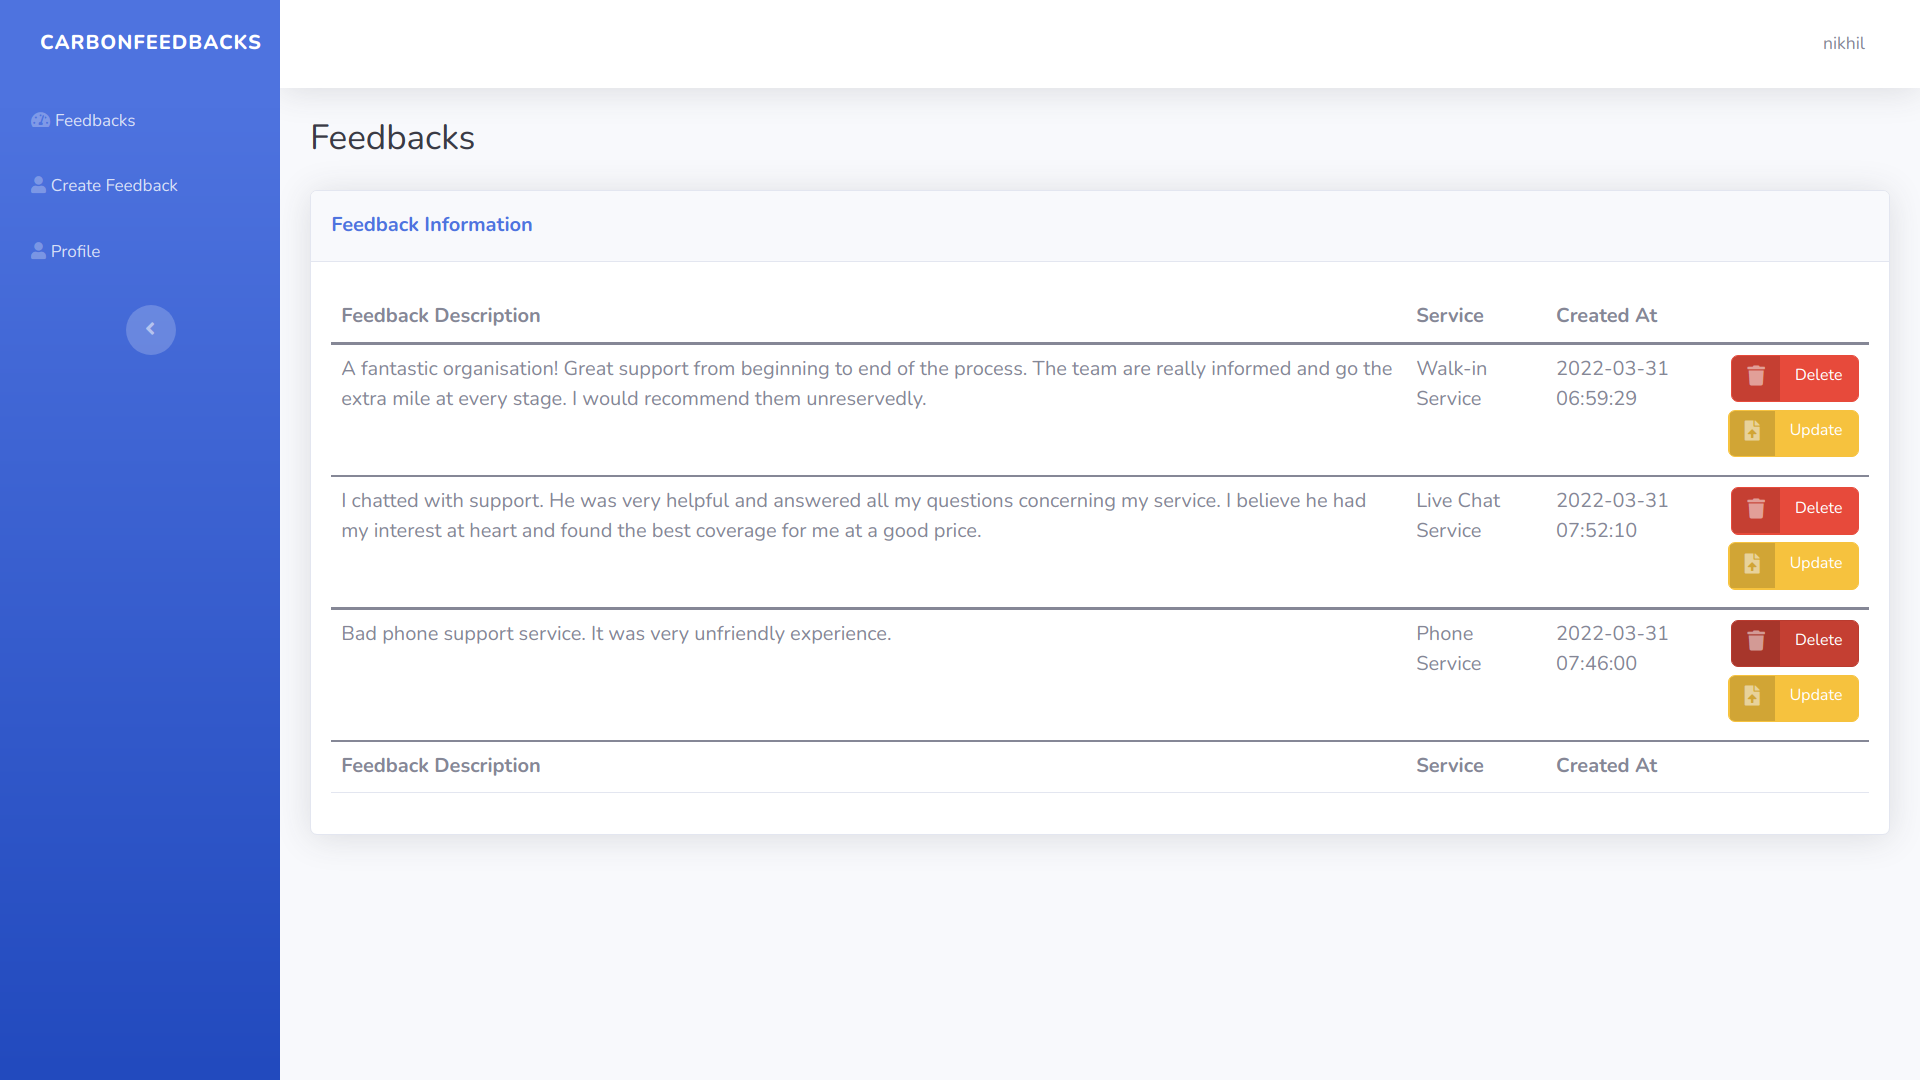 CARBONFEEDBACKS
nikhil
Feedbacks
Create Feedback
Profile
Feedbacks
Feedback Information
Feedback Description Service Created At
A fantastic organisation! Great support from beginning to end of the process. The team are really informed and go the
extra mile at every stage. I would recommend them unreservedly.
Walk-in
Service
2022-03-31
06:59:29
Delete
Update
I chatted with support. He was very helpful and answered all my questions concerning my service. I believe he had
my interest at heart and found the best coverage for me at a good price.
Live Chat
Service
2022-03-31
07:52:10
Delete
Update
Bad phone support service. It was very unfriendly experience.
Phone
Service
2022-03-31
07:46:00
Delete
Update
Feedback Description Service Created At